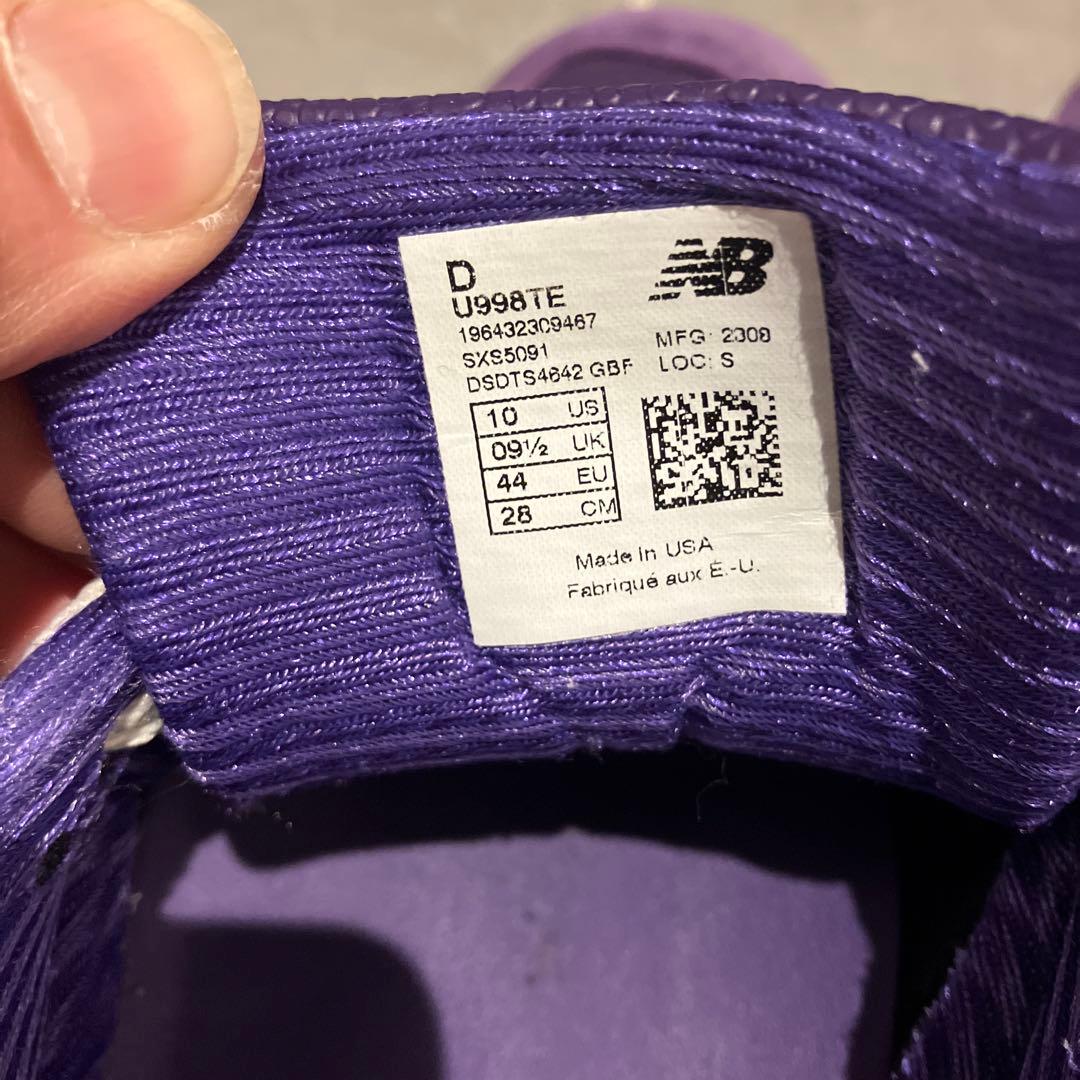 D
U998TE
196432309467
SXS5091
DSDTS4642 GBF
NB
MFG: 2308
LOC: S
10 US
09½ UK
44 EU
28 CM
Made In USA
Fabriqué aux É.-U.